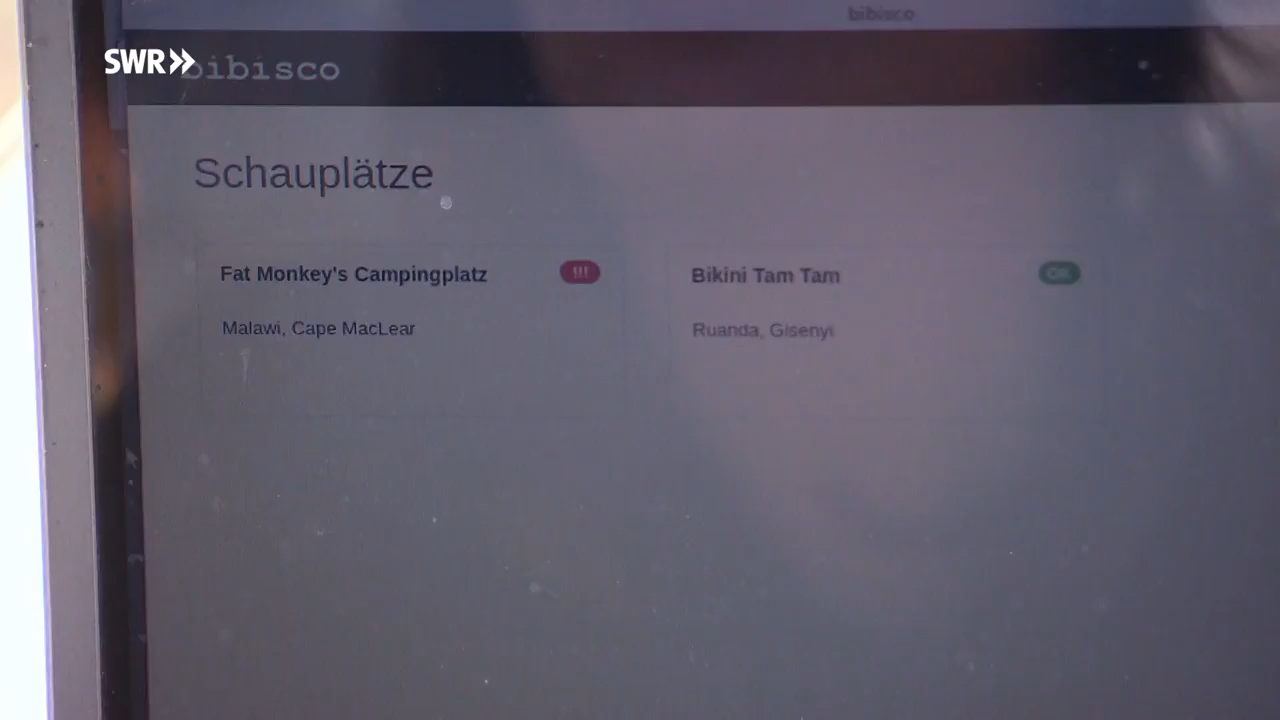 bibisco
SWR
bibisco
Schauplätze
Fat Monkey's Campingplatz
!!!
Bikini Tam Tam
OK
Malawi, Cape MacLear
Ruanda, Gisenyi